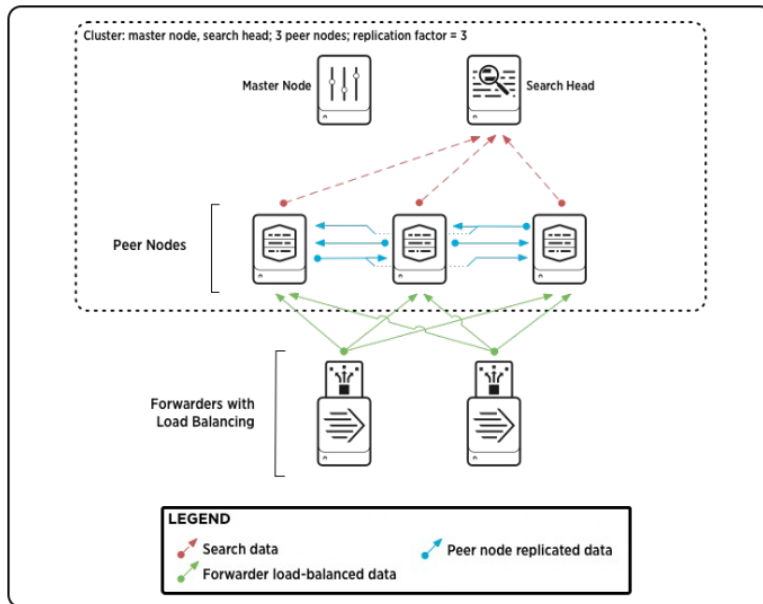 Cluster: master node, search head; 3 peer nodes; replication factor = 3
Master Node
Search Head
Peer Nodes
Forwarders with
Load Balancing
LEGEND
Search data
Peer node replicated data
Forwarder load-balanced data